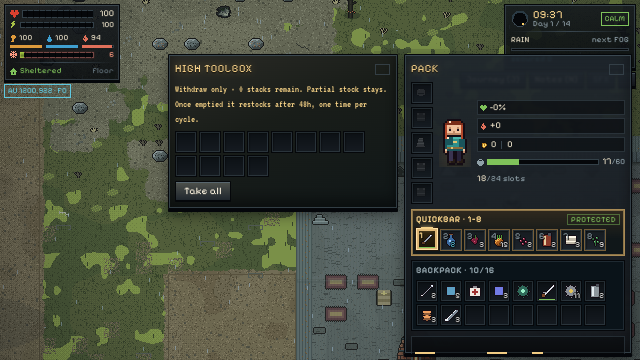 100
100
100 100 94
6
Sheltered Floor
HIGH TOOLBOX
Withdraw only · 0 stacks remain. Partial stock stays.
Once emptied it restocks after 48h, one time per
cycle.
Take all
09:37
Day 1 / 14
CALM
RAIN next FOG
PACK
-0%
+0
0 | 0
17/60
18/24 slots
QUICKBAR · 1-8
PROTECTED
BACKPACK · 10/16